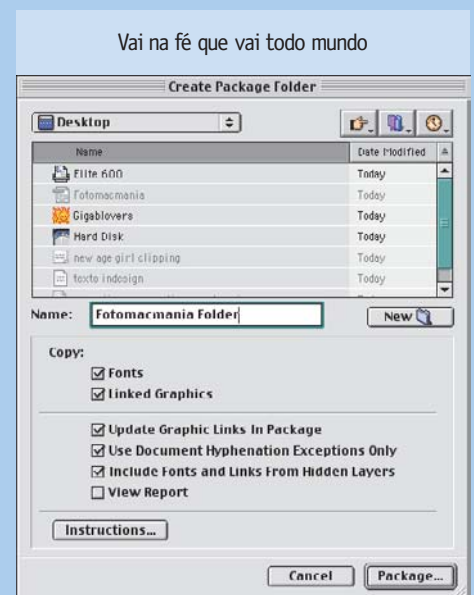 Vai na fé que vai todo mundo
Create Package Folder
Desktop
Name Date Modified
Elite 600 Today
Fotomacmania Today
Gigablovers Today
Hard Disk Today
new age girl clipping Today
texto indesign Today
Name: Fotomacmania Folder New
Copy:
Fonts
Linked Graphics
Update Graphic Links In Package
Use Document Hyphenation Exceptions Only
Include Fonts and Links From Hidden Layers
View Report
Instructions...
Cancel Package...